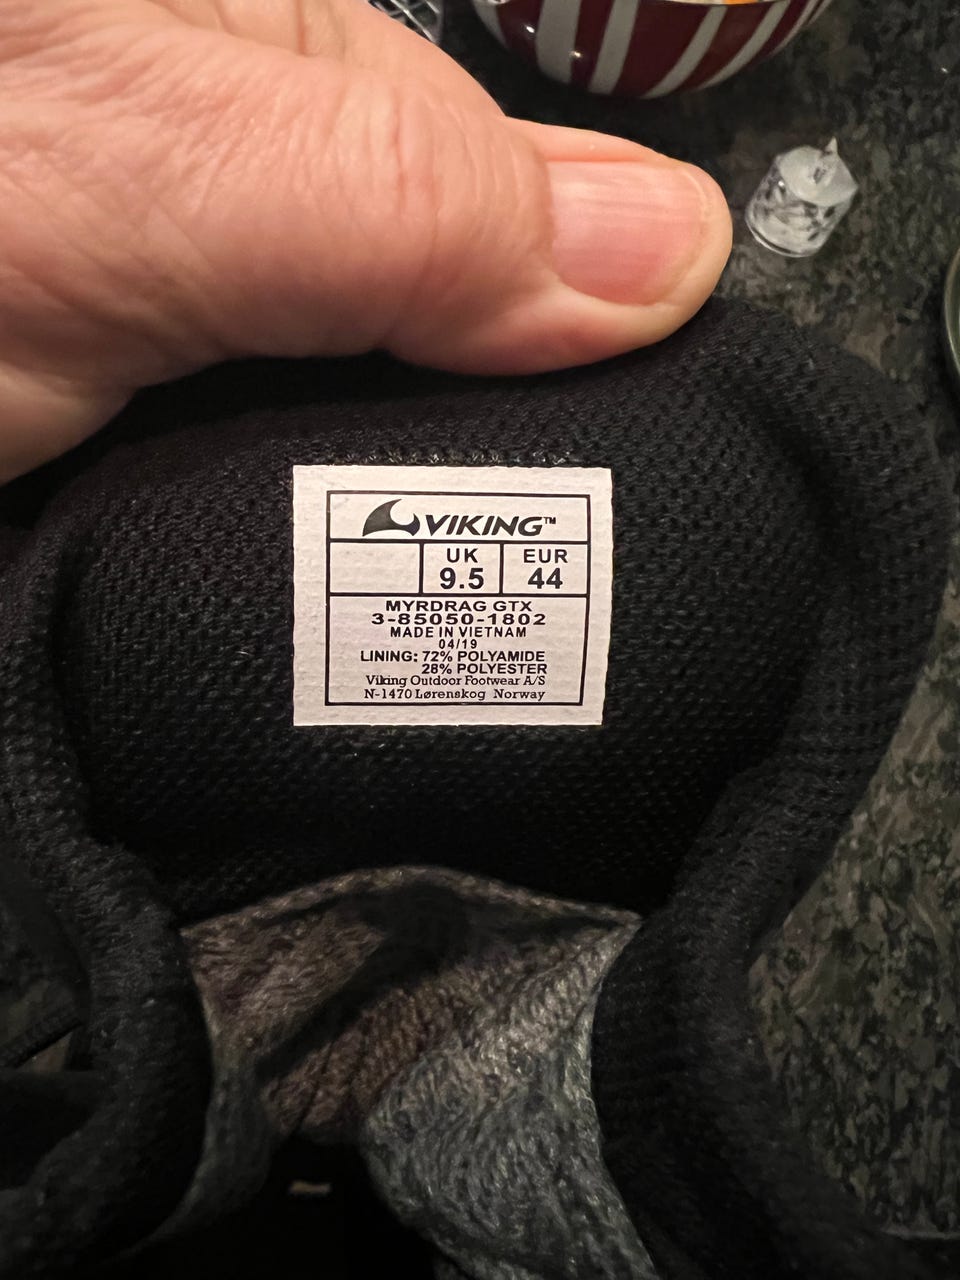 VIKING™
UK EUR
9.5 44
MYRDRAG GTX
3-85050-1802
MADE IN VIETNAM
04/19
LINING: 72% POLYAMIDE
28% POLYESTER
Viking Outdoor Footwear A/S
N-1470 Lørenskog Norway